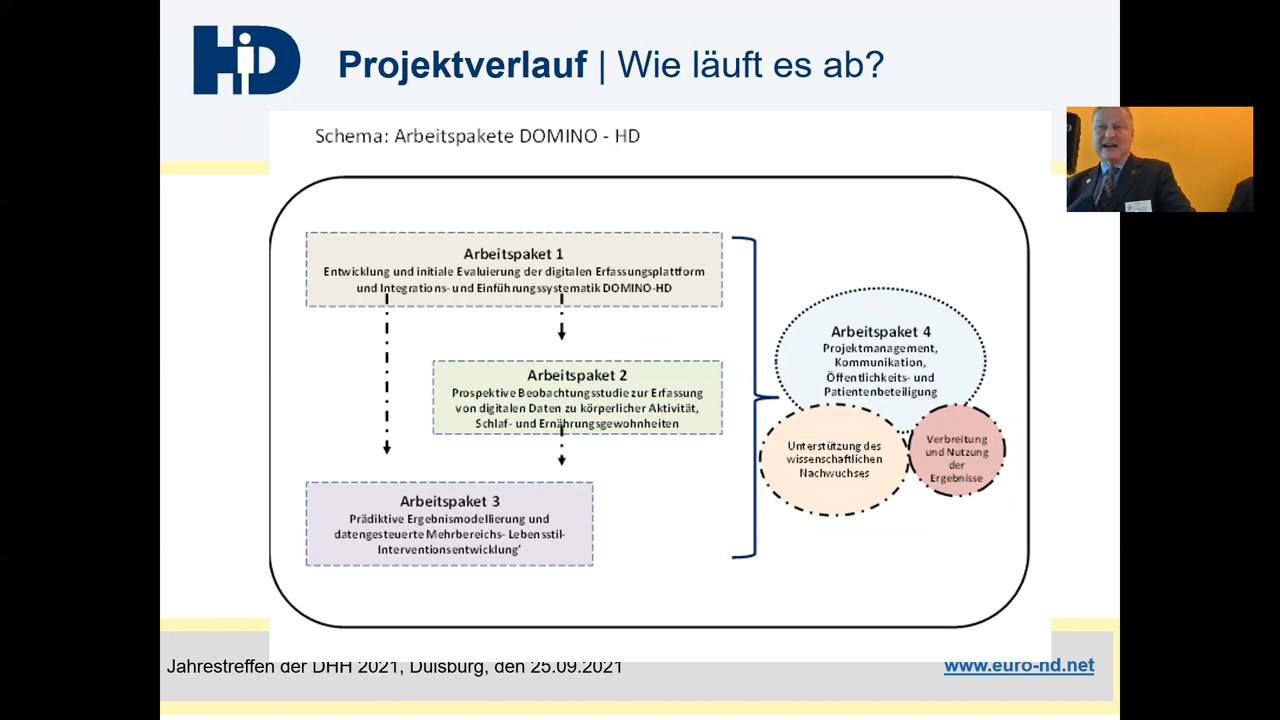 HD
Projektverlauf | Wie läuft es ab?
Schema: Arbeitspakete DOMINO - HD
Arbeitspaket 1
Entwicklung und initiale Evaluierung der digitalen Erfassungsplattform
und Integrations- und Einführungssystematik DOMINO-HD
Arbeitspaket 2
Prospektive Beobachtungsstudie zur Erfassung
von digitalen Daten zu körperlicher Aktivität,
Schlaf- und Ernährungsgewohnheiten
Arbeitspaket 3
Prädiktive Ergebnismodellierung und
datengesteuerte Mehrbereichs- Lebensstil-
Interventionsentwicklung'
Arbeitspaket 4
Projektmanagement,
Kommunikation,
Öffentlichkeits- und
Patientenbeteiligung
Unterstützung des
wissenschaftlichen
Nachwuchses
Verbreitung
und Nutzung
der
Ergebnisse
Jahrestreffen der DHH 2021, Duisburg, den 25.09.2021
www.euro-nd.net